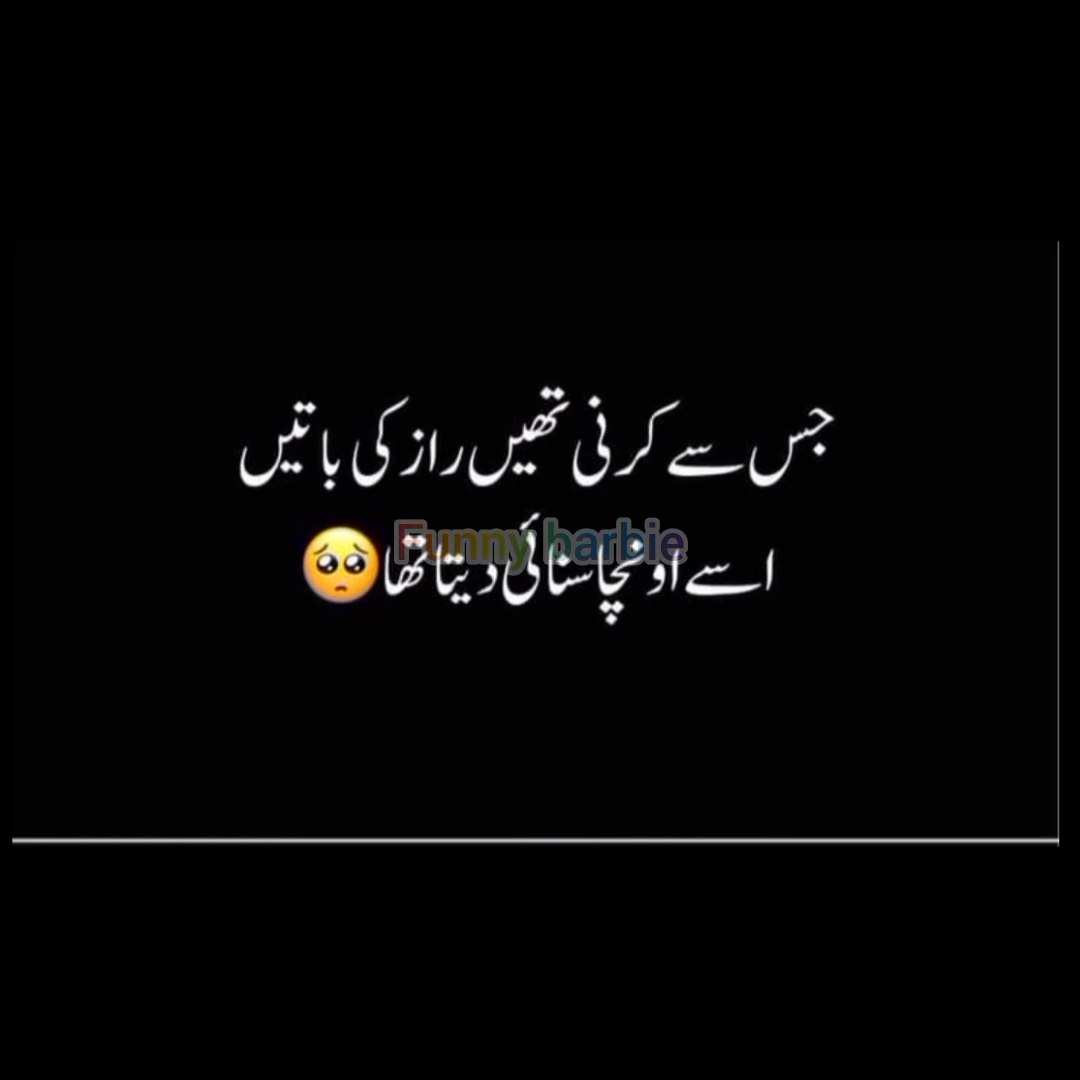 جس سے کرنی تھیں راز کی باتیں
اسے اونچا سنائی دیتا تھا🥺
Funny barbie